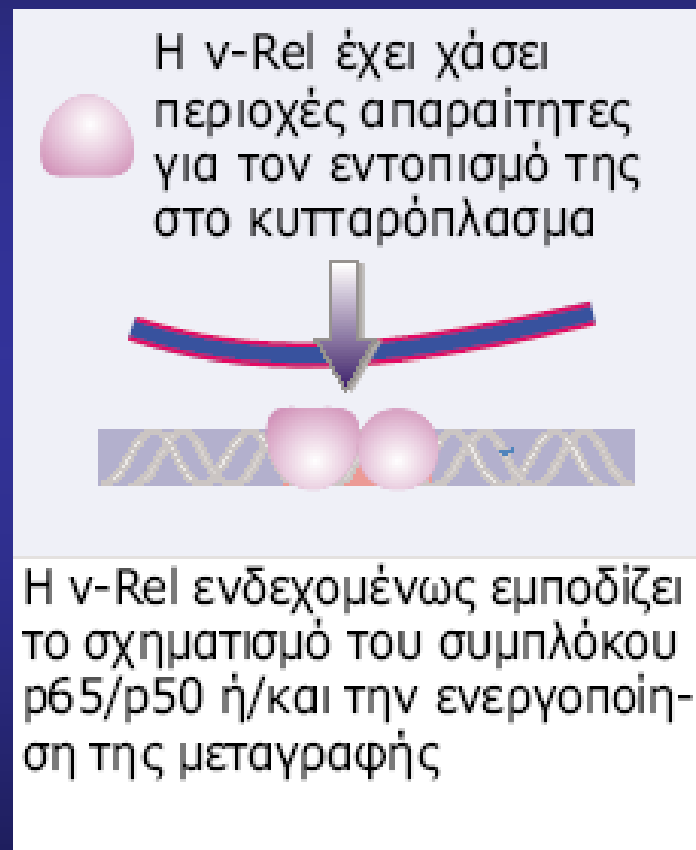 Η v-Rel έχει χάσει
περιοχές απαραίτητες
για τον εντοπισμό της
στο κυτταρόπλασμα
Η v-Rel ενδεχομένως εμποδίζει
το σχηματισμό του συμπλόκου
p65/p50 ή/και την ενεργοποίη-
ση της μεταγραφής